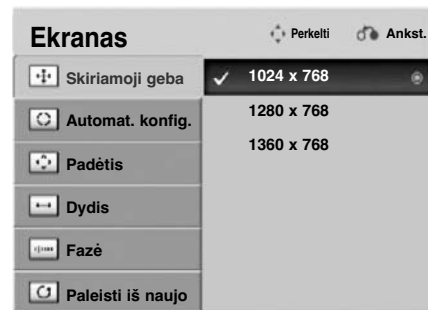 Ekranas
Perkelti
Ankst.
Skiriamoji geba
1024 x 768
Automat. konfig.
1280 x 768
1360 x 768
Padėtis
Dydis
Fazė
Paleisti iš naujo